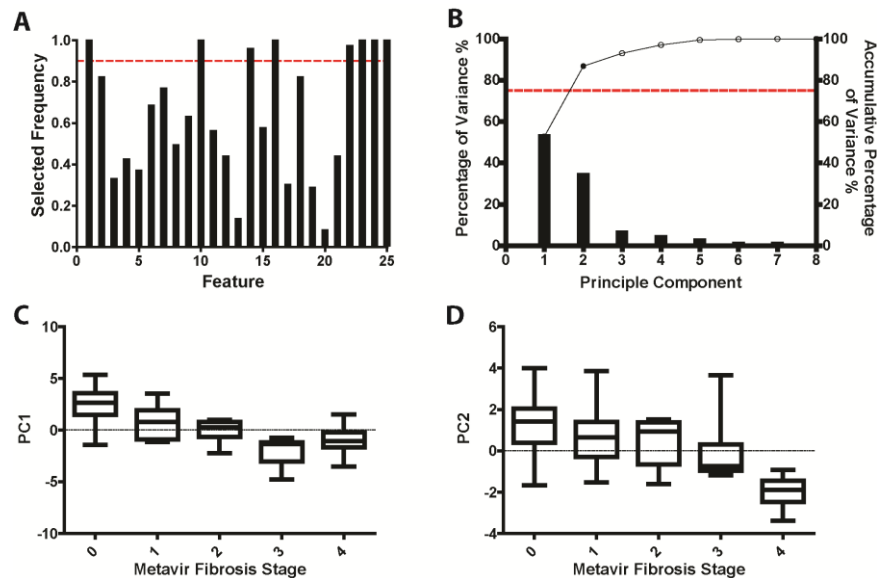 A
Selected Frequency
1.0
0.8
0.6
0.4
0.2
0.0
0 5 10 15 20 25
Feature
B
Percentage of Variance %
100
80
60
40
20
0
Accumulative Percentage
of Variance %
100
80
60
40
20
0
0 1 2 3 4 5 6 7 8
Principle Component
C
PC1
10
5
0
-5
-10
0 1 2 3 4
Metavir Fibrosis Stage
D
PC2
6
4
2
0
-2
-4
0 1 2 3 4
Metavir Fibrosis Stage